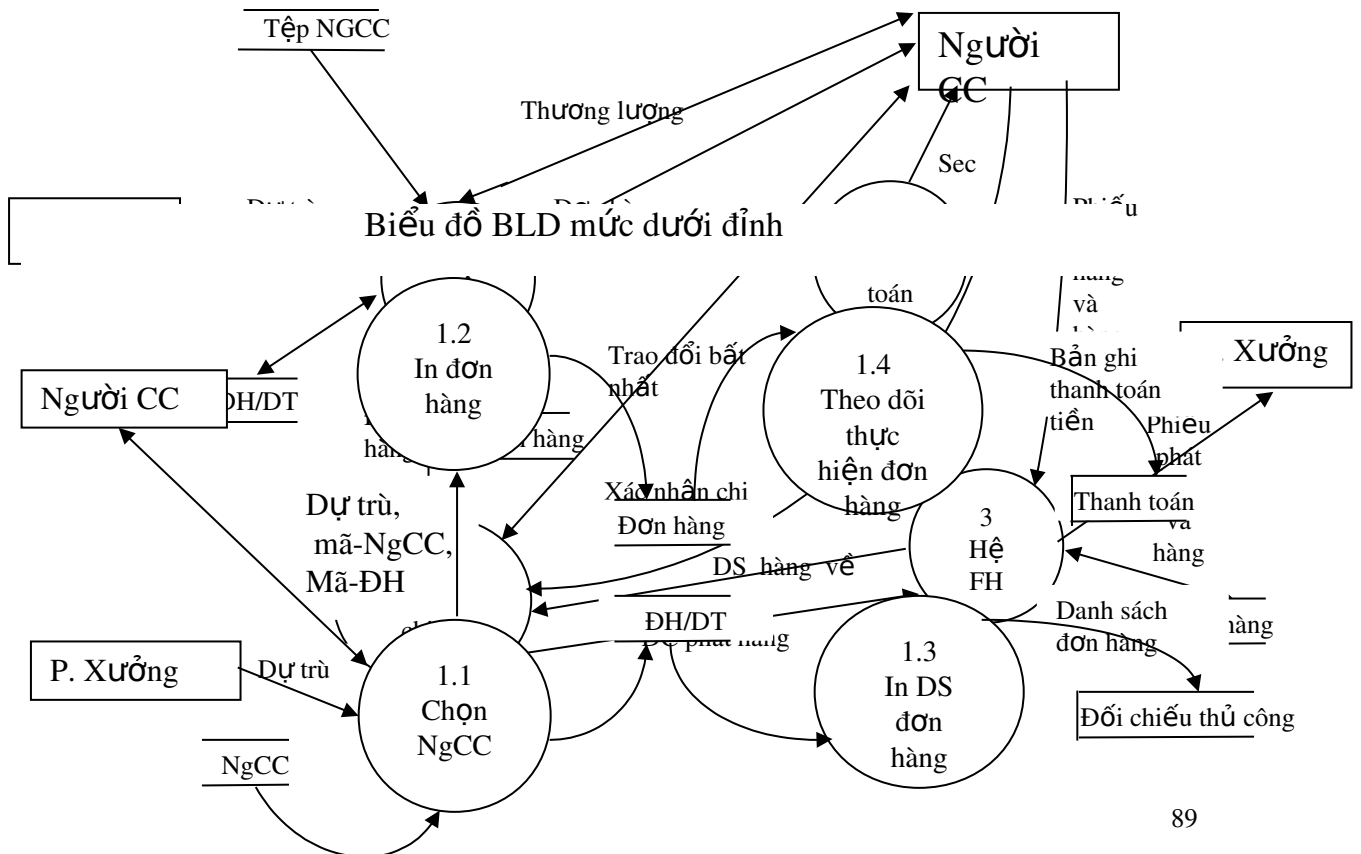 Tệp NGCC
Người
CC
Thương lượng
Sec
Phiếu
Biểu đồ BLD mức dưới đỉnh
toán
và
1.2
In đơn
hàng
Trao đổi bất
nhất
1.4
Theo dõi
thực
hiện đơn
hàng
Bản ghi
thanh toán
tiền
Xưởng
Người CC
ĐH/DT
hàng
Phiếu
phát
Thanh toán
và
hàng
Dự trù,
mã-NgCC,
Mã-ĐH
Xác nhận chi
Đơn hàng
DS hàng về
3
Hệ
FH
ĐH/DT
Danh sách
đơn hàng
hàng
P. Xưởng
Dự trù
1.1
Chọn
NgCC
1.3
In DS
đơn
hàng
Đối chiếu thủ công
NgCC
89